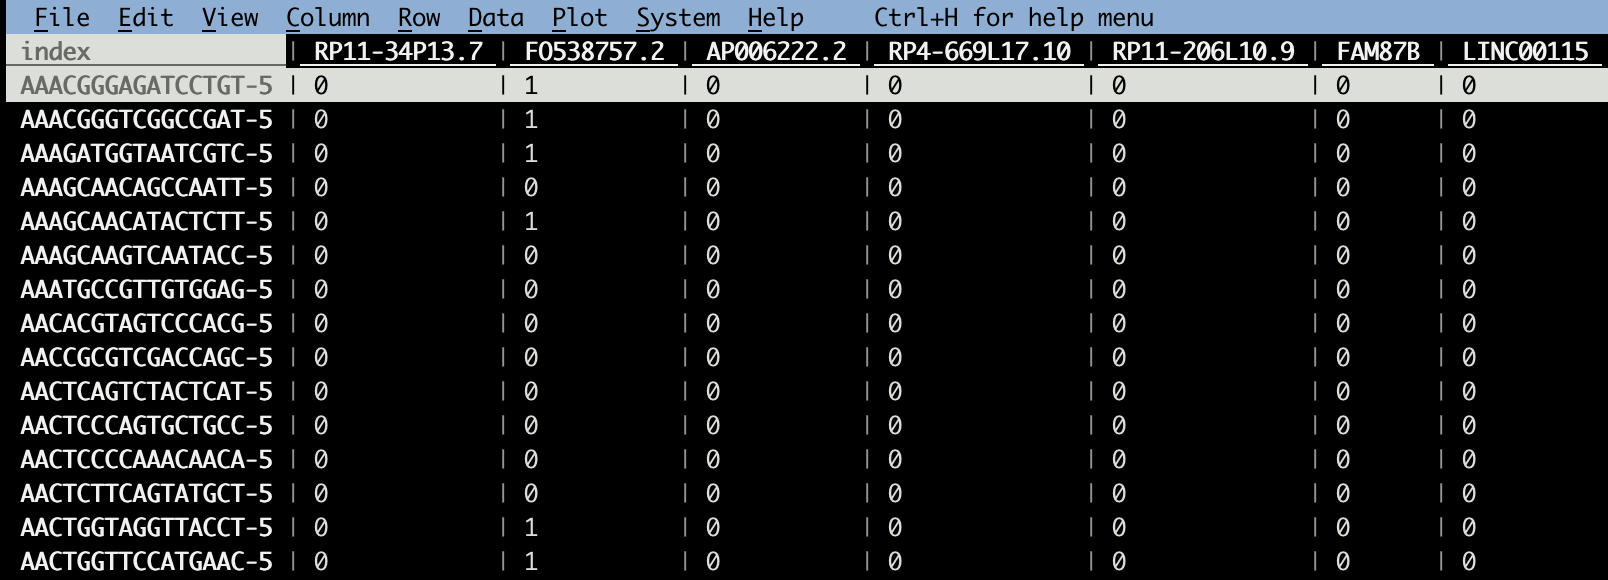 File Edit View Column Row Data Plot System Help Ctrl+H for help menu
index | RP11-34P13.7 | FO538757.2 | AP006222.2 | RP4-669L17.10 | RP11-206L10.9 | FAM87B | LINC00115
AAACGGGAGATCCTGT-5 | 0 | 1 | 0 | 0 | 0 | 0 | 0
AAACGGGTCGGCCGAT-5 | 0 | 1 | 0 | 0 | 0 | 0 | 0
AAAGATGGTAATCGTC-5 | 0 | 1 | 0 | 0 | 0 | 0 | 0
AAAGCAACAGCCAATT-5 | 0 | 0 | 0 | 0 | 0 | 0 | 0
AAAGCAACATACTCTT-5 | 0 | 1 | 0 | 0 | 0 | 0 | 0
AAAGCAAGTCAATACC-5 | 0 | 0 | 0 | 0 | 0 | 0 | 0
AAATGCCGTTGTGGAG-5 | 0 | 0 | 0 | 0 | 0 | 0 | 0
AACACGTAGTCCCACG-5 | 0 | 0 | 0 | 0 | 0 | 0 | 0
AACCGCGTCGACCAGC-5 | 0 | 0 | 0 | 0 | 0 | 0 | 0
AACTCAGTCTACTCAT-5 | 0 | 0 | 0 | 0 | 0 | 0 | 0
AACTCCCAGTGCTGCC-5 | 0 | 0 | 0 | 0 | 0 | 0 | 0
AACTCCCCAAACAACA-5 | 0 | 0 | 0 | 0 | 0 | 0 | 0
AACTCTTCAGTATGCT-5 | 0 | 0 | 0 | 0 | 0 | 0 | 0
AACTGGTAGGTTACCT-5 | 0 | 1 | 0 | 0 | 0 | 0 | 0
AACTGGTTCCATGAAC-5 | 0 | 1 | 0 | 0 | 0 | 0 | 0